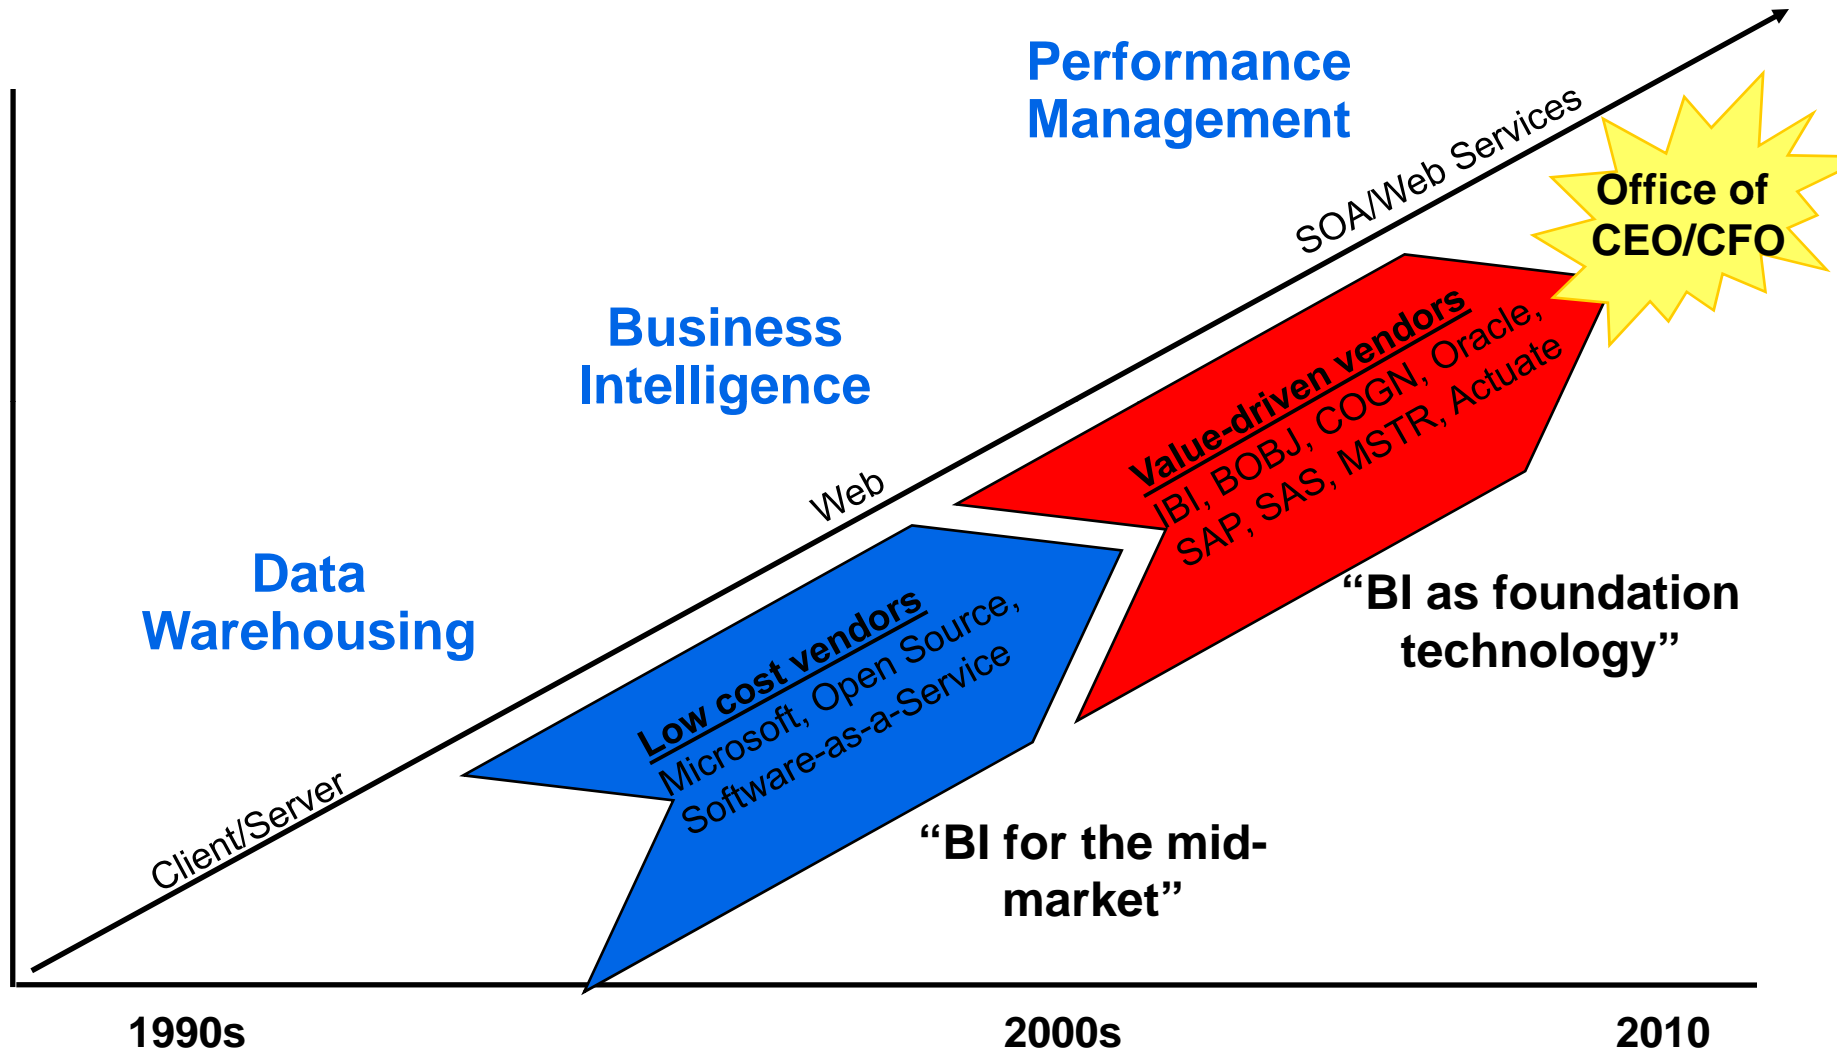 Performance
Management
SOA/Web Services
Office of
CEO/CFO
Business
Intelligence
Value-driven vendors
IBI, BOBJ, COGN, Oracle,
SAP, SAS, MSTR, Actuate
Web
Data
Warehousing
“BI as foundation
technology”
Low cost vendors
Microsoft, Open Source,
Software-as-a-Service
Client/Server
“BI for the mid-
market”
1990s
2000s
2010